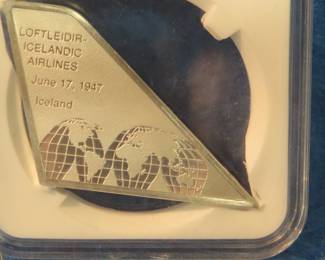 LOFTLEIDIR-
ICELANDIC
AIRLINES
June 17, 1947
Iceland